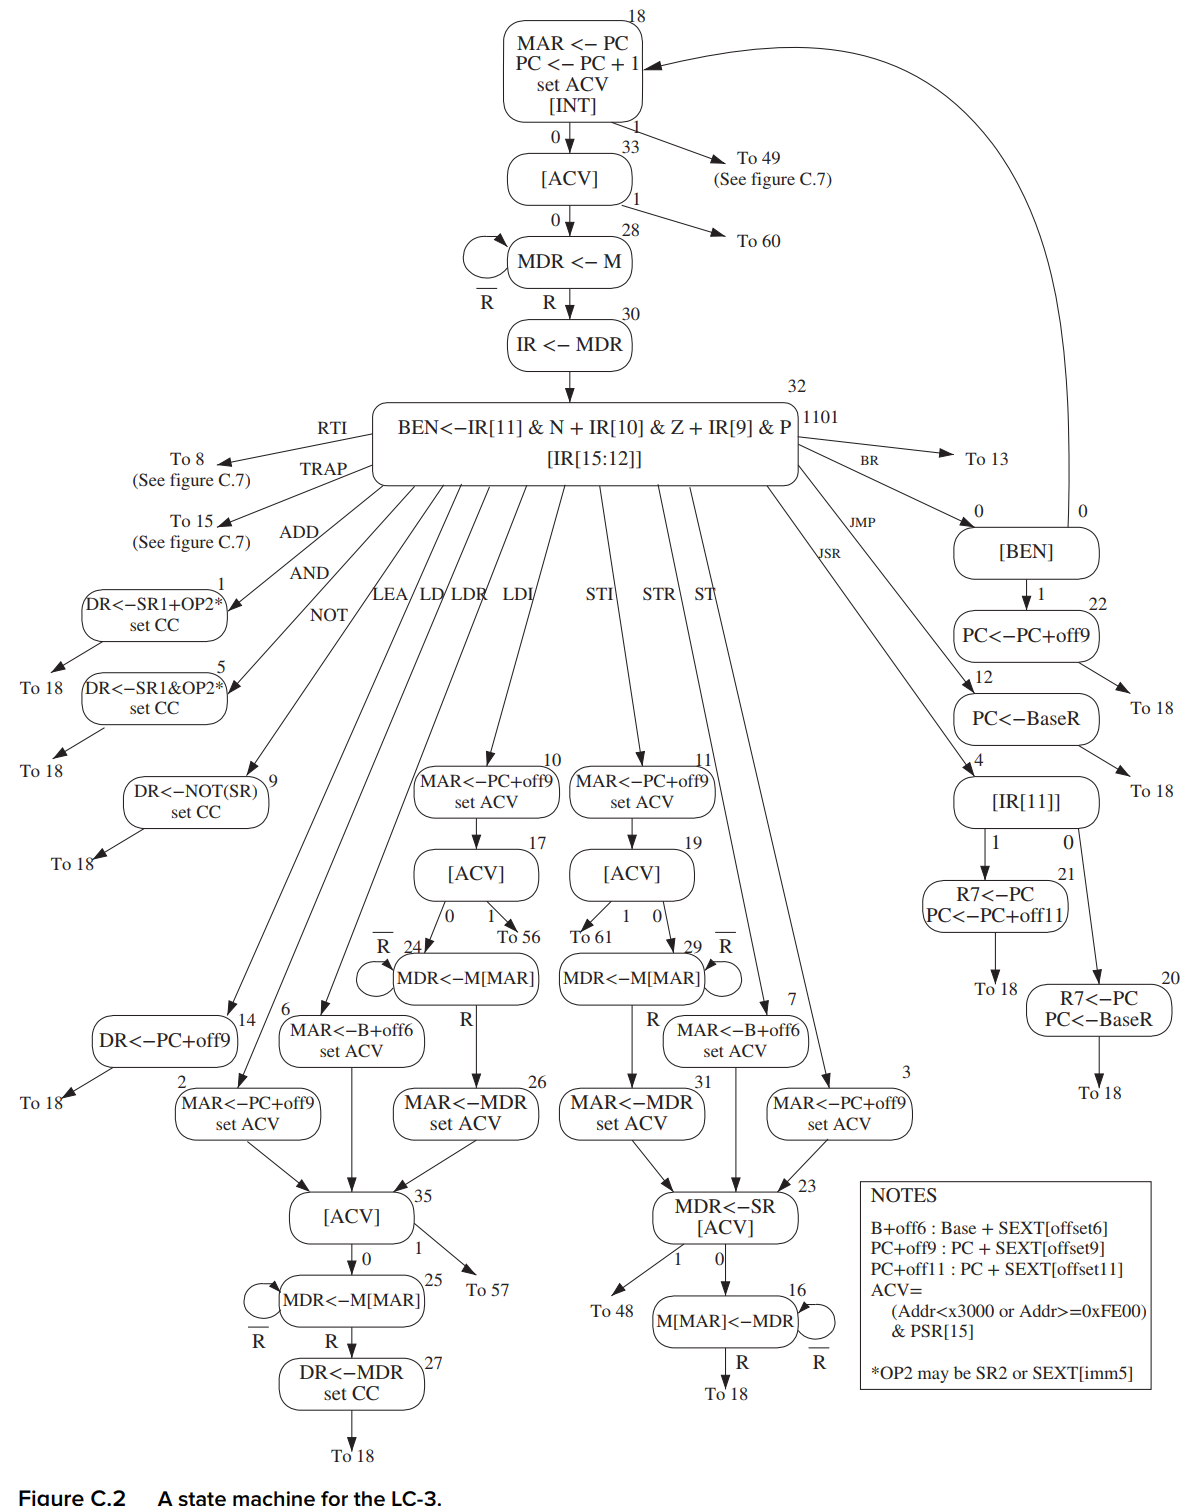 18
MAR <– PC
PC <– PC + 1
set ACV
[INT]
0
1
33
To 49
(See figure C.7)
[ACV]
0
1
28
To 60
MDR <– M
R̅
R
30
IR <– MDR
32
1101
BEN<–IR[11] & N + IR[10] & Z + IR[9] & P
[IR[15:12]]
RTI
To 8
(See figure C.7)
TRAP
To 15
(See figure C.7)
To 13
BR
JMP
JSR
ADD
AND
NOT
LEA
LD
LDR
LDI
STI
STR
ST
0
0
[BEN]
1
22
PC<–PC+off9
To 18
12
PC<–BaseR
To 18
4
[IR[11]]
1
0
21
R7<–PC
PC<–PC+off11
To 18
20
R7<–PC
PC<–BaseR
To 18
1
DR<–SR1+OP2*
set CC
To 18
5
DR<–SR1&OP2*
set CC
To 18
9
DR<–NOT(SR)
set CC
To 18
10
MAR<–PC+off9
set ACV
17
[ACV]
0
1
To 56
R̅
24
MDR<–M[MAR]
R
11
MAR<–PC+off9
set ACV
19
[ACV]
1
0
To 61
29
R̅
MDR<–M[MAR]
R
14
DR<–PC+off9
To 18
6
MAR<–B+off6
set ACV
7
MAR<–B+off6
set ACV
2
MAR<–PC+off9
set ACV
26
MAR<–MDR
set ACV
31
MAR<–MDR
set ACV
3
MAR<–PC+off9
set ACV
35
[ACV]
0
1
To 57
25
MDR<–M[MAR]
R̅
R
27
DR<–MDR
set CC
To 18
23
MDR<–SR
[ACV]
1
0
To 48
16
M[MAR]<–MDR
R
R̅
To 18
NOTES
B+off6 : Base + SEXT[offset6]
PC+off9 : PC + SEXT[offset9]
PC+off11 : PC + SEXT[offset11]
ACV=
(Addr<x3000 or Addr>=0xFE00)
& PSR[15]
*OP2 may be SR2 or SEXT[imm5]
Figure C.2 A state machine for the LC-3.